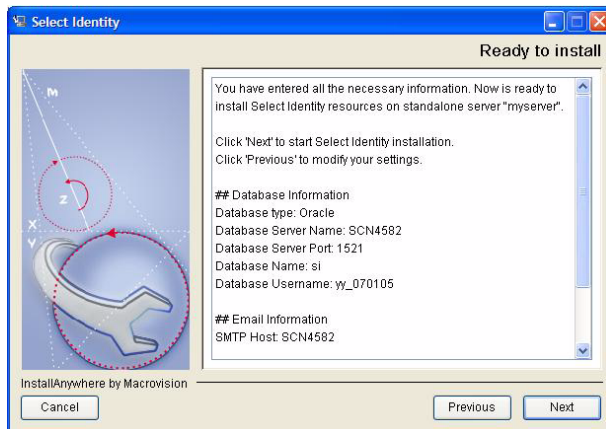 Select Identity
Ready to install
M
Z
X
Y
You have entered all the necessary information. Now is ready to
install Select Identity resources on standalone server "myserver".
Click 'Next' to start Select Identity installation.
Click 'Previous' to modify your settings.
## Database Information
Database type: Oracle
Database Server Name: SCN4582
Database Server Port: 1521
Database Name: si
Database Username: yy_070105
## Email Information
SMTP Host: SCN4582
InstallAnywhere by Macrovision
Cancel
Previous
Next